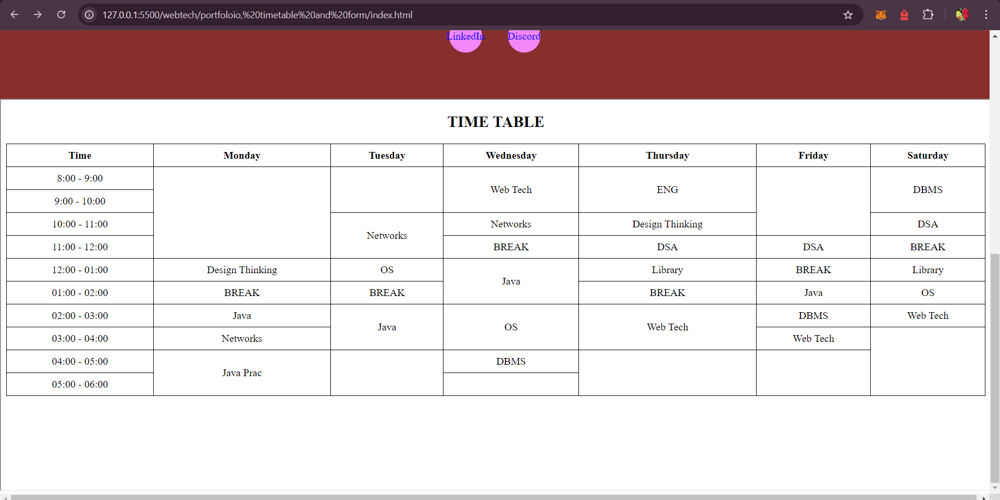 127.0.0.1:5500/webtech/portfoloio,%20timetable%20and%20form/index.html
LinkedIn Discord
TIME TABLE
Time Monday Tuesday Wednesday Thursday Friday Saturday
8:00 - 9:00
Web Tech ENG DBMS
9:00 - 10:00
10:00 - 11:00 Networks Design Thinking DSA
Networks
11:00 - 12:00 BREAK DSA DSA BREAK
12:00 - 01:00 Design Thinking OS Library BREAK Library
Java
01:00 - 02:00 BREAK BREAK BREAK Java OS
02:00 - 03:00 Java DBMS Web Tech
Java OS Web Tech
03:00 - 04:00 Networks Web Tech
04:00 - 05:00 DBMS
Java Prac
05:00 - 06:00